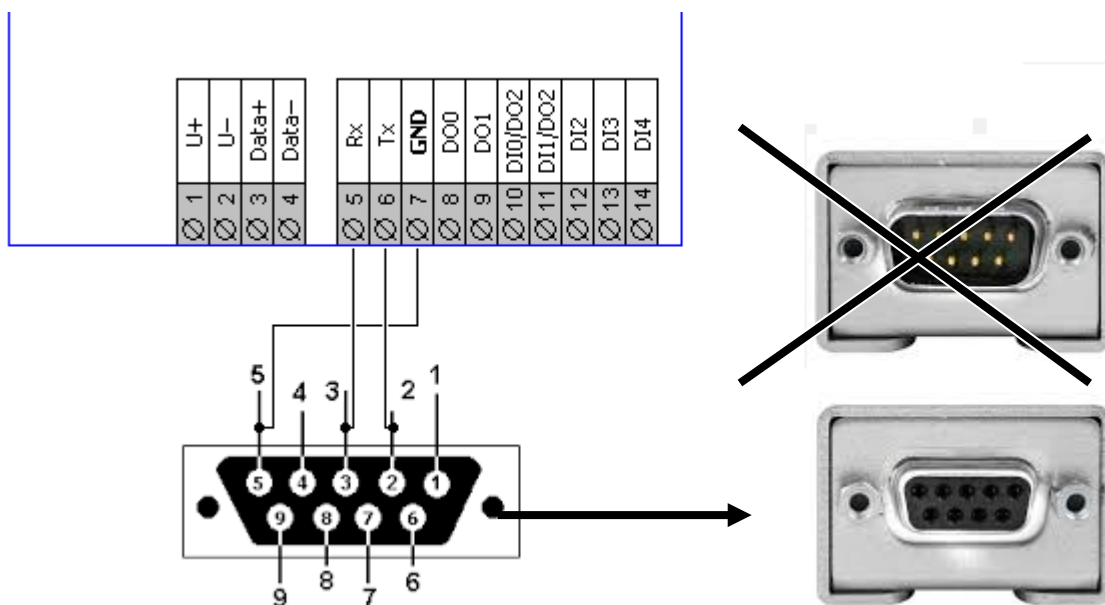 U+
U−
Data+
Data−
Rx
Tx
GND
DO0
DO1
DI0/DO2
DI1/DO2
DI2
DI3
DI4
Ø 1
Ø 2
Ø 3
Ø 4
Ø 5
Ø 6
Ø 7
Ø 8
Ø 9
Ø 10
Ø 11
Ø 12
Ø 13
Ø 14
5 4 3 2 1
5 4 3 2 1
9 8 7 6
9 8 7 6